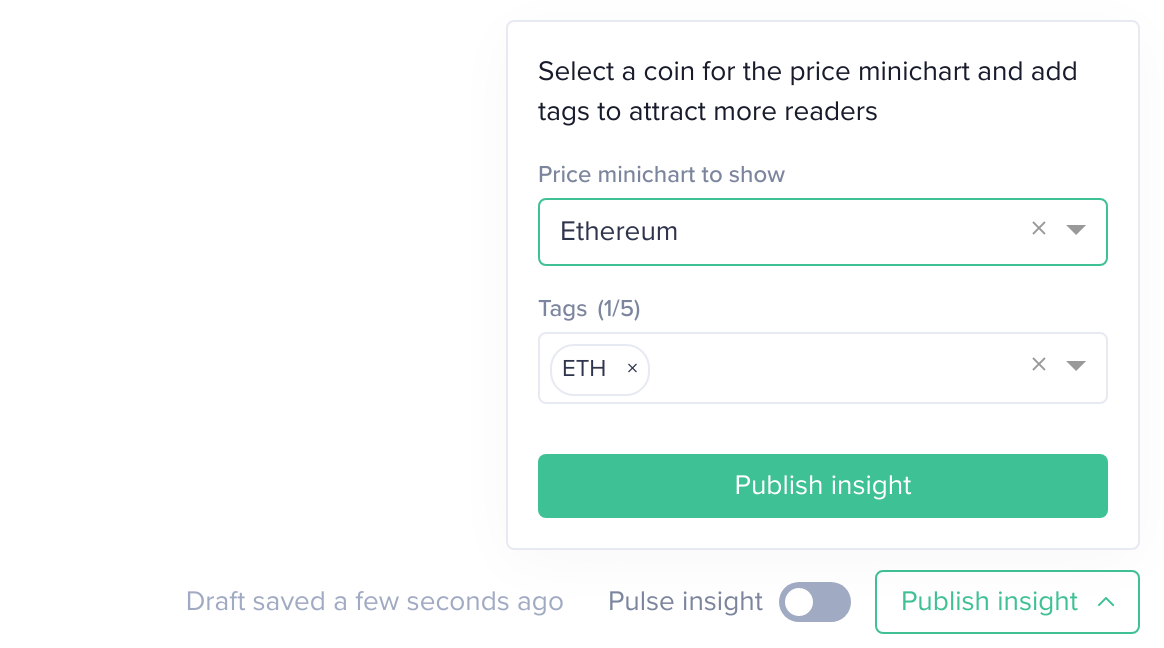 Select a coin for the price minichart and add
tags to attract more readers
Price minichart to show
Ethereum
Tags (1/5)
ETH ×
Publish insight
Draft saved a few seconds ago Pulse insight Publish insight